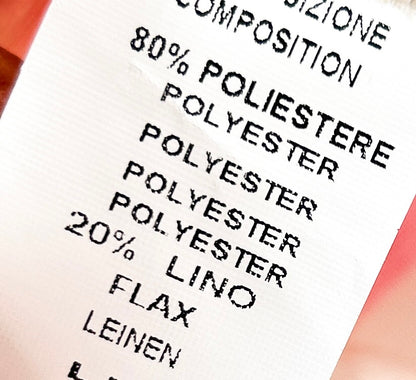 COMPOSITION
80% POLIESTERE
POLYESTER
POLYESTER
POLYESTER
POLYESTER
20% LINO
FLAX
LEINEN